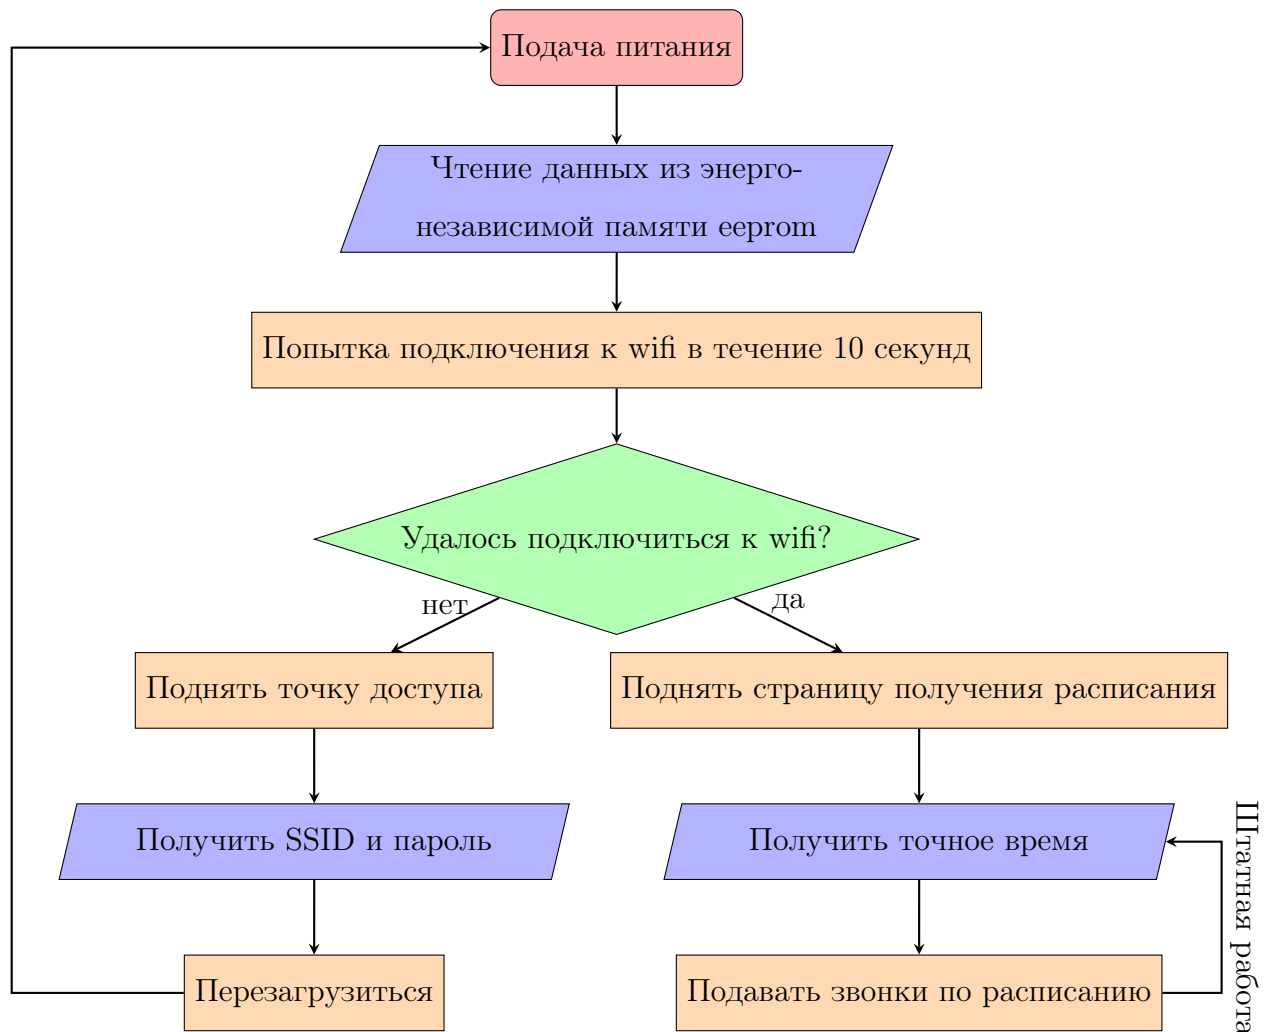 Подача питания
Чтение данных из энерго-
независимой памяти eeprom
Попытка подключения к wifi в течение 10 секунд
Удалось подключиться к wifi?
нет
да
Поднять точку доступа
Поднять страницу получения расписания
Получить SSID и пароль
Получить точное время
Штатная работа
Перезагрузиться
Подавать звонки по расписанию